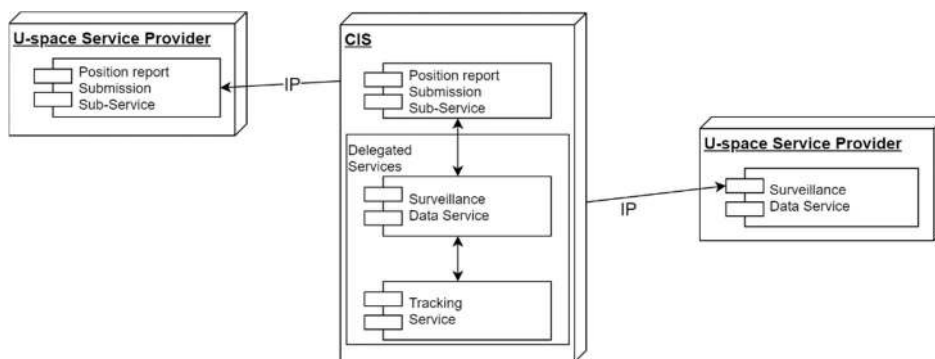 U-space Service Provider
Position report
Submission
Sub-Service
IP
CIS
Position report
Submission
Sub-Service
Delegated
Services
Surveillance
Data Service
Tracking
Service
IP
U-space Service Provider
Surveillance
Data Service